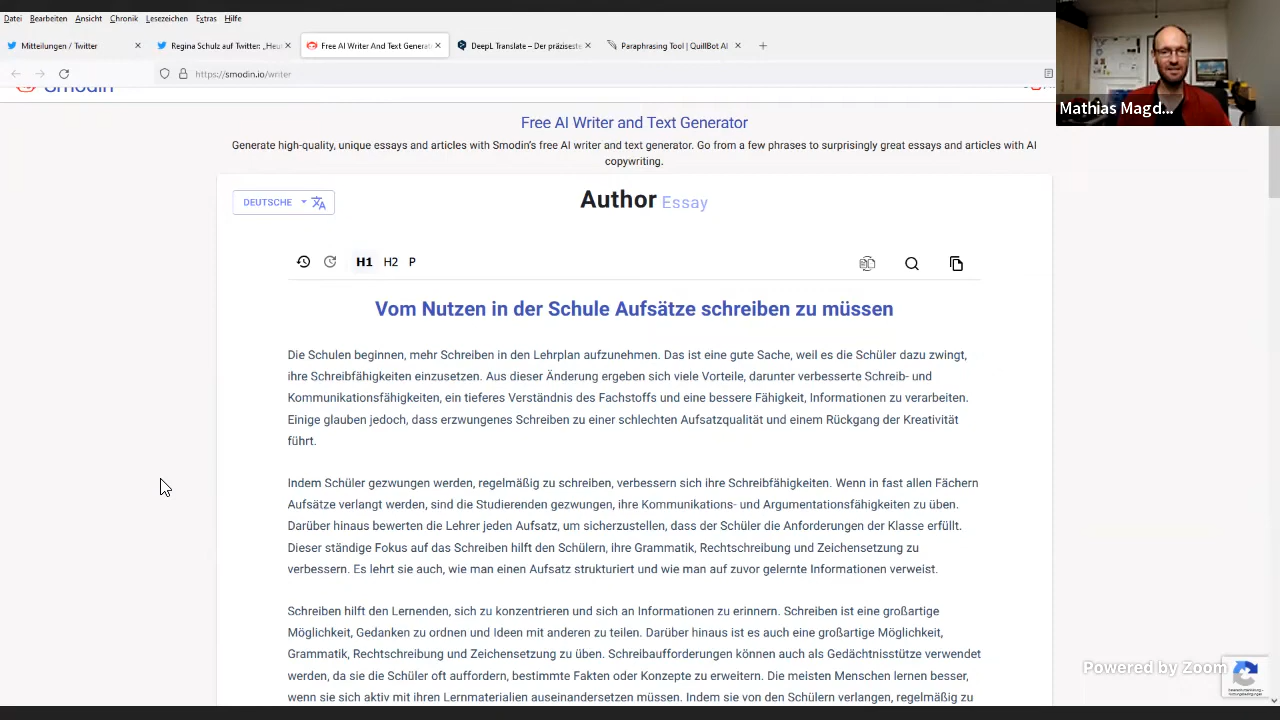 Datei Bearbeiten Ansicht Chronik Lesezeichen Extras Hilfe
Mitteilungen / Twitter
Regina Schulz auf Twitter: „Heu
Free AI Writer And Text Generat
DeepL Translate – Der präziseste
Paraphrasing Tool | QuillBot AI
https://smodin.io/writer
Mathias Magd...
Smodin
Free AI Writer and Text Generator
Generate high-quality, unique essays and articles with Smodin's free AI writer and text generator. Go from a few phrases to surprisingly great essays and articles with AI
copywriting.
DEUTSCHE
Author Essay
H1 H2 P
Vom Nutzen in der Schule Aufsätze schreiben zu müssen
Die Schulen beginnen, mehr Schreiben in den Lehrplan aufzunehmen. Das ist eine gute Sache, weil es die Schüler dazu zwingt,
ihre Schreibfähigkeiten einzusetzen. Aus dieser Änderung ergeben sich viele Vorteile, darunter verbesserte Schreib- und
Kommunikationsfähigkeiten, ein tieferes Verständnis des Fachstoffs und eine bessere Fähigkeit, Informationen zu verarbeiten.
Einige glauben jedoch, dass erzwungenes Schreiben zu einer schlechten Aufsatzqualität und einem Rückgang der Kreativität
führt.
Indem Schüler gezwungen werden, regelmäßig zu schreiben, verbessern sich ihre Schreibfähigkeiten. Wenn in fast allen Fächern
Aufsätze verlangt werden, sind die Studierenden gezwungen, ihre Kommunikations- und Argumentationsfähigkeiten zu üben.
Darüber hinaus bewerten die Lehrer jeden Aufsatz, um sicherzustellen, dass der Schüler die Anforderungen der Klasse erfüllt.
Dieser ständige Fokus auf das Schreiben hilft den Schülern, ihre Grammatik, Rechtschreibung und Zeichensetzung zu
verbessern. Es lehrt sie auch, wie man einen Aufsatz strukturiert und wie man auf zuvor gelernte Informationen verweist.
Schreiben hilft den Lernenden, sich zu konzentrieren und sich an Informationen zu erinnern. Schreiben ist eine großartige
Möglichkeit, Gedanken zu ordnen und Ideen mit anderen zu teilen. Darüber hinaus ist es auch eine großartige Möglichkeit,
Grammatik, Rechtschreibung und Zeichensetzung zu üben. Schreibaufforderungen können auch als Gedächtnisstütze verwendet
werden, da sie die Schüler oft auffordern, bestimmte Fakten oder Konzepte zu erweitern. Die meisten Menschen lernen besser,
wenn sie sich aktiv mit ihren Lernmaterialien auseinandersetzen müssen. Indem sie von den Schülern verlangen, regelmäßig zu
Powered by Zoom